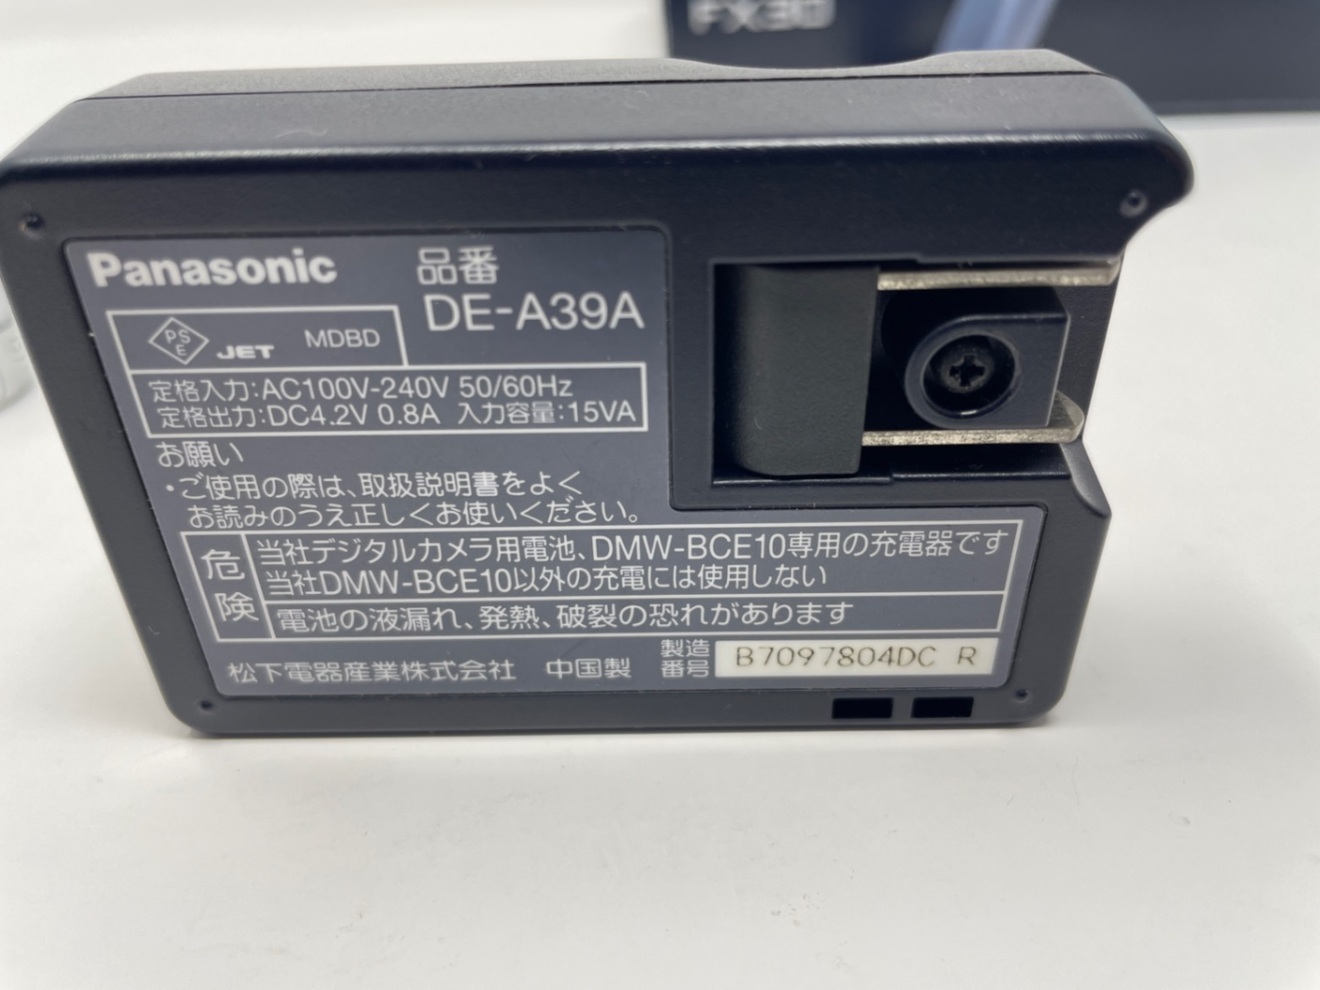 FX30
Panasonic
品番
DE-A39A
PSE JET MDBD
定格入力:AC100V-240V 50/60Hz
定格出力:DC4.2V 0.8A 入力容量:15VA
お願い
・ご使用の際は、取扱説明書をよく
お読みのうえ正しくお使いください。
危険
当社デジタルカメラ用電池、DMW-BCE10専用の充電器です
当社DMW-BCE10以外の充電には使用しない
電池の液漏れ、発熱、破裂の恐れがあります
松下電器産業株式会社 中国製
製造番号 B7097804DC R